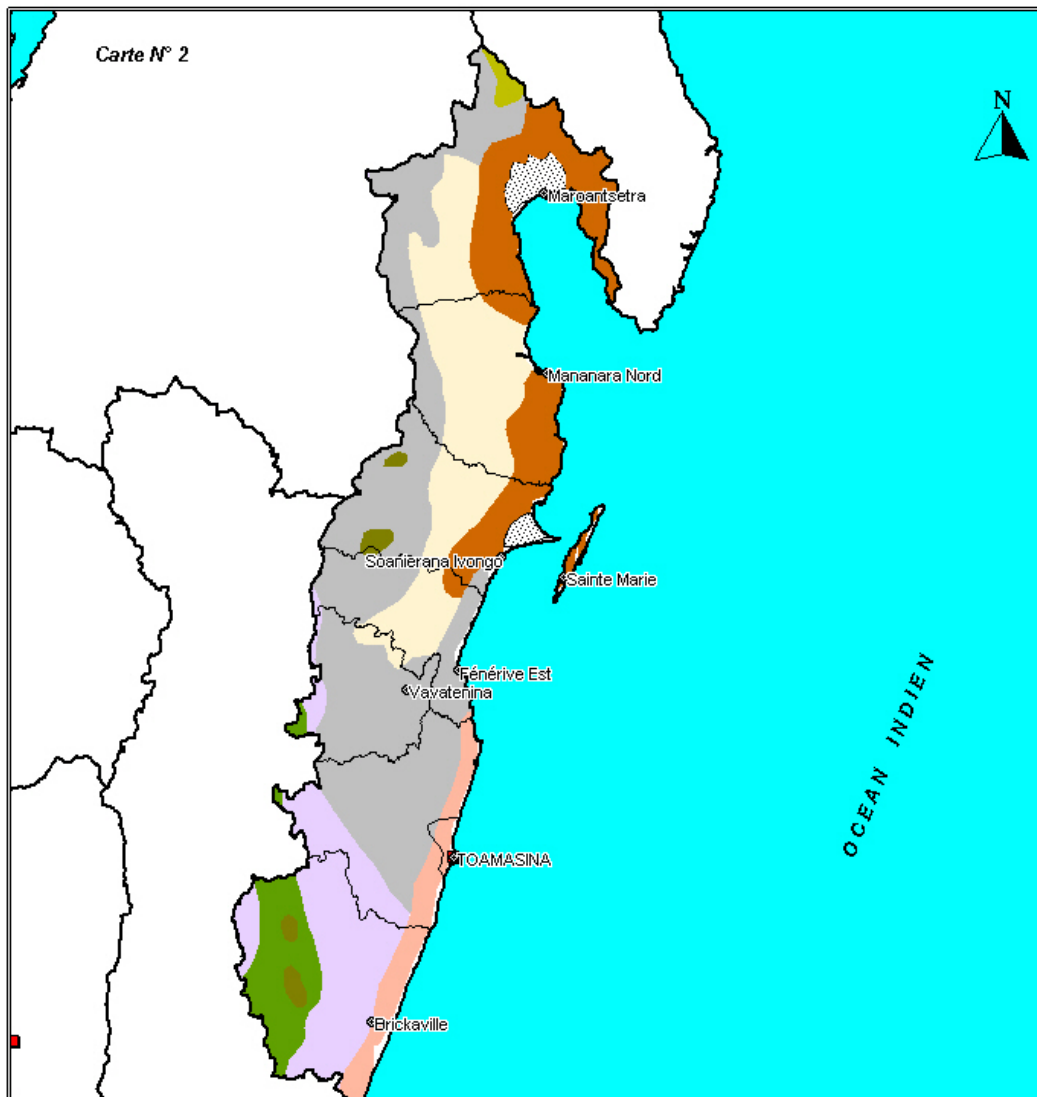 Carte N° 2
N
Maroantsetra
Mananara Nord
Soanierana Ivongo
Sainte Marie
Fénérive Est
Vavatenina
OCEAN INDIEN
TOAMASINA
Brickaville